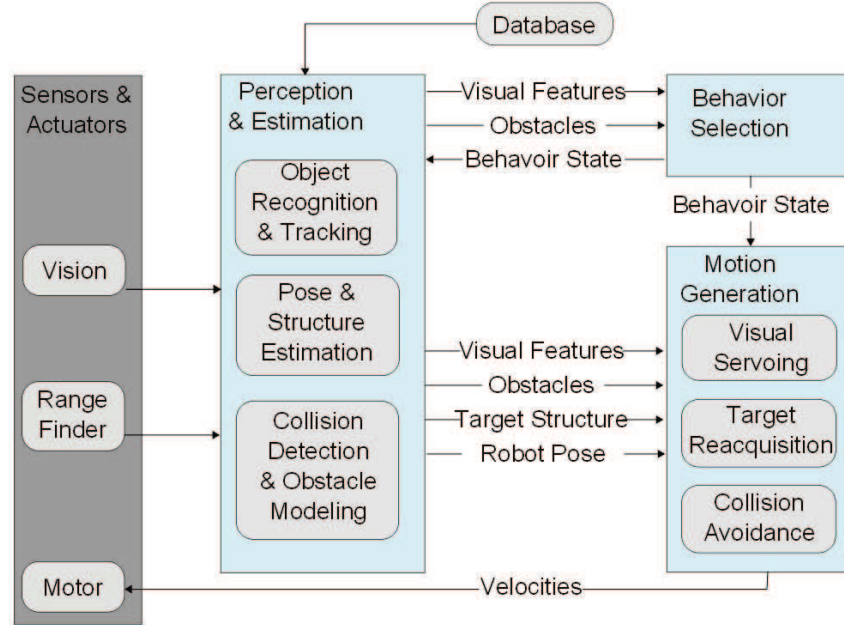 Database
Sensors &
Actuators
Vision
Range
Finder
Motor
Perception
& Estimation
Object
Recognition
& Tracking
Pose &
Structure
Estimation
Collision
Detection
& Obstacle
Modeling
Visual Features
Obstacles
Behavoir State
Behavior
Selection
Behavoir State
Visual Features
Obstacles
Target Structure
Robot Pose
Motion
Generation
Visual
Servoing
Target
Reacquisition
Collision
Avoidance
Velocities